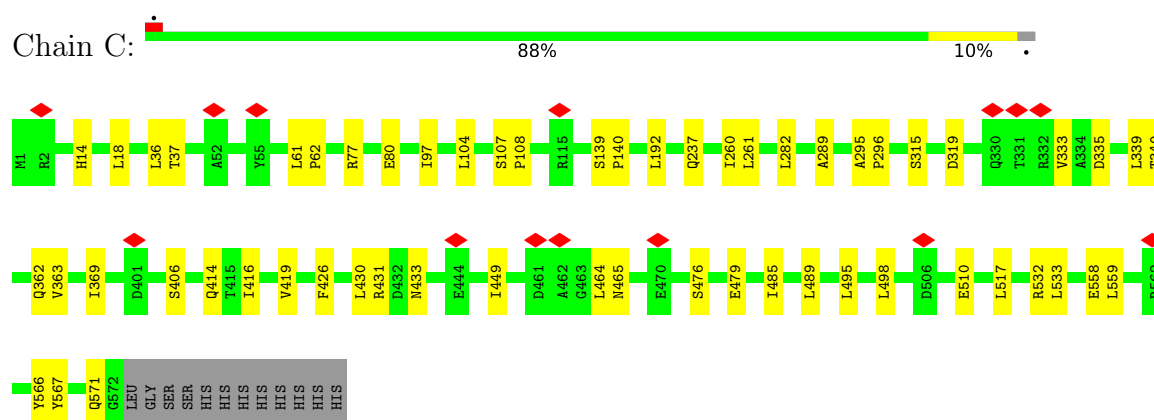 Chain C:
88% 10%
M1 R2 H14 L18 L36 T37 A52 Y55 L61 P62 R77 E80 I97 L104 S107 P108 R115 S139 P140 L192 Q237 I260 L261 L282 A289 A295 P296 S315 D319 Q330 T331 R332 V333 A334 D335 L339
Q362 V363 I369 D401 S406 Q414 T415 I416 V419 F426 L430 R431 D432 N433 E444 I449 D461 A462 G463 L464 N465 E470 S476 E479 I485 L489 L495 L498 D506 E510 L517 R532 L533 E558 L559
Y566 Y567 Q571 G572 LEU GLY SER SER HIS HIS HIS HIS HIS HIS HIS HIS